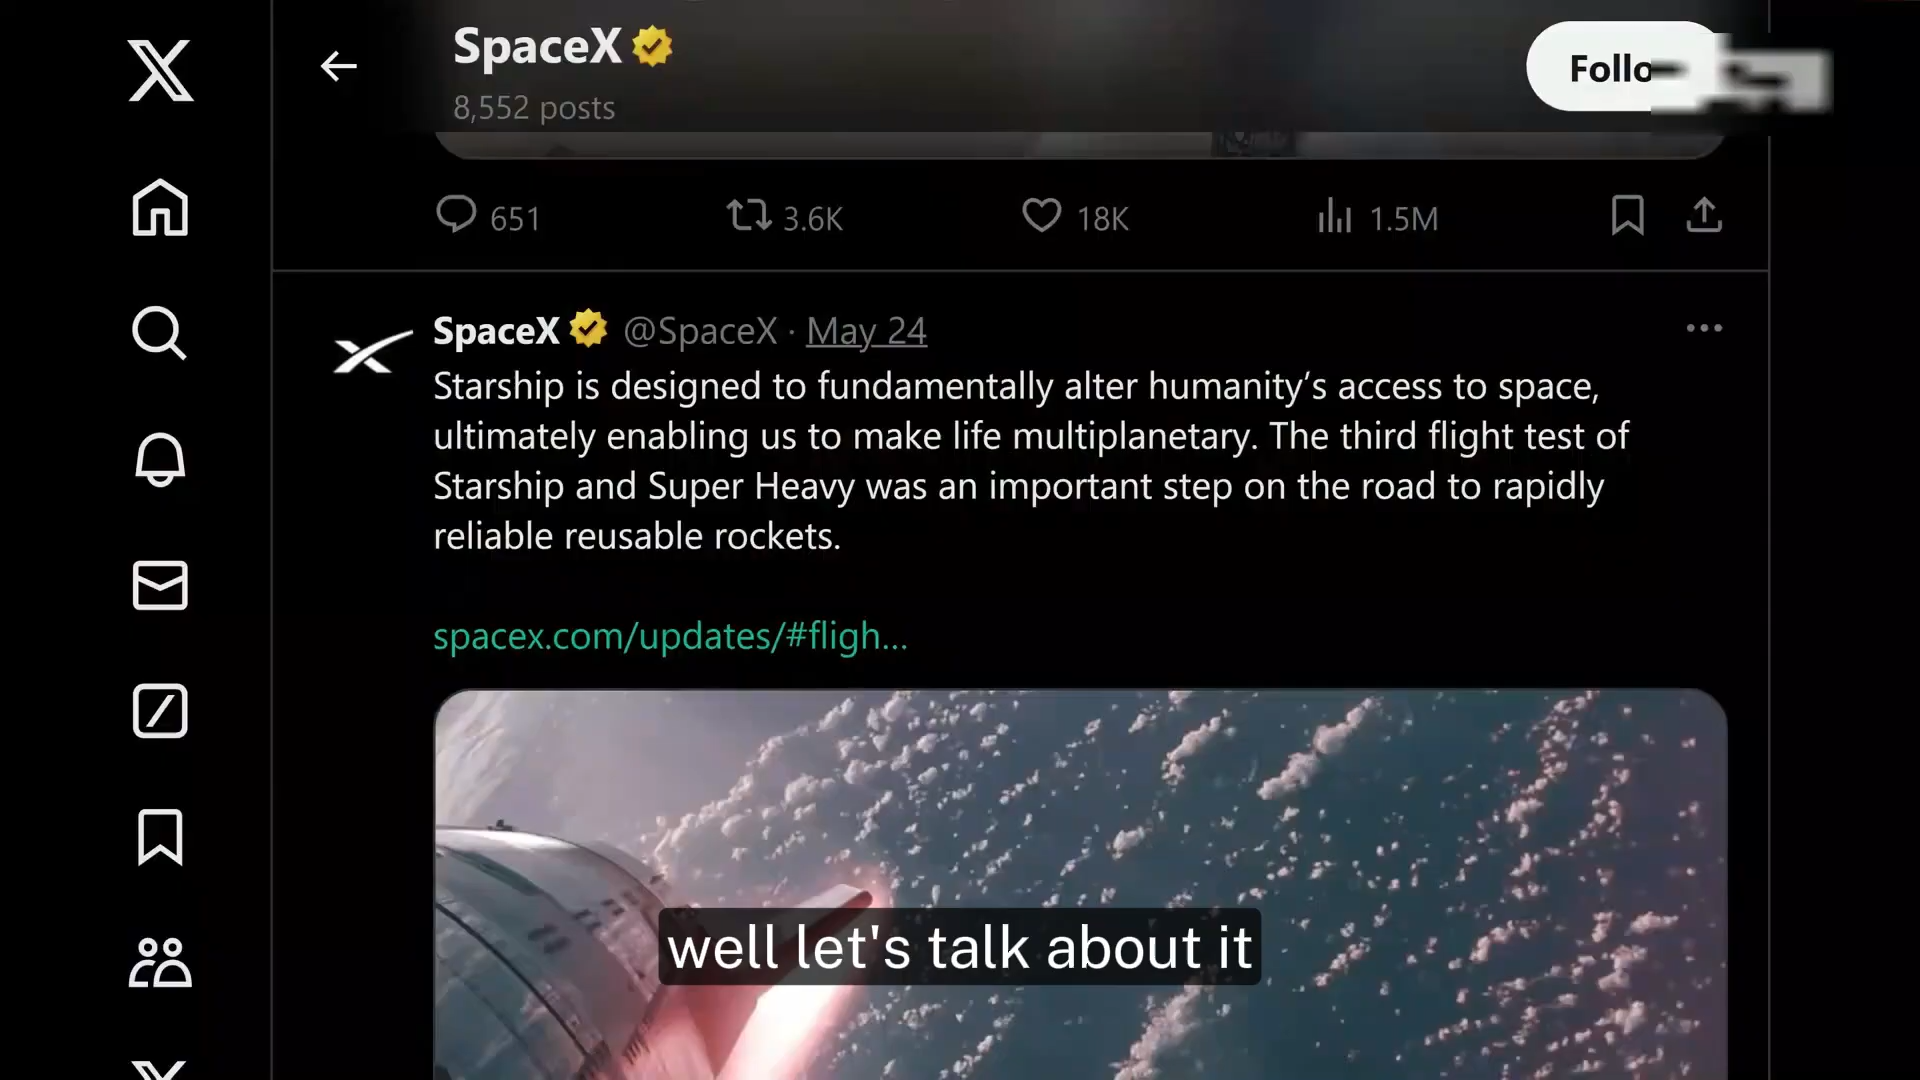 SpaceX
8,552 posts
Follo
651
3.6K
18K
1.5M
SpaceX @SpaceX · May 24
Starship is designed to fundamentally alter humanity’s access to space,
ultimately enabling us to make life multiplanetary. The third flight test of
Starship and Super Heavy was an important step on the road to rapidly
reliable reusable rockets.
spacex.com/updates/#fligh...
well let's talk about it